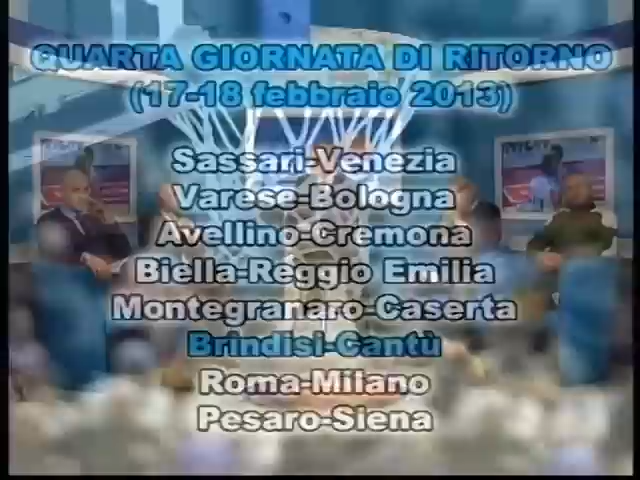 QUARTA GIORNATA DI RITORNO
(17-18 febbraio 2013)
Sassari-Venezia
Varese-Bologna
Avellino-Cremona
Biella-Reggio Emilia
Montegranaro-Caserta
Brindisi-Cantù
Roma-Milano
Pesaro-Siena